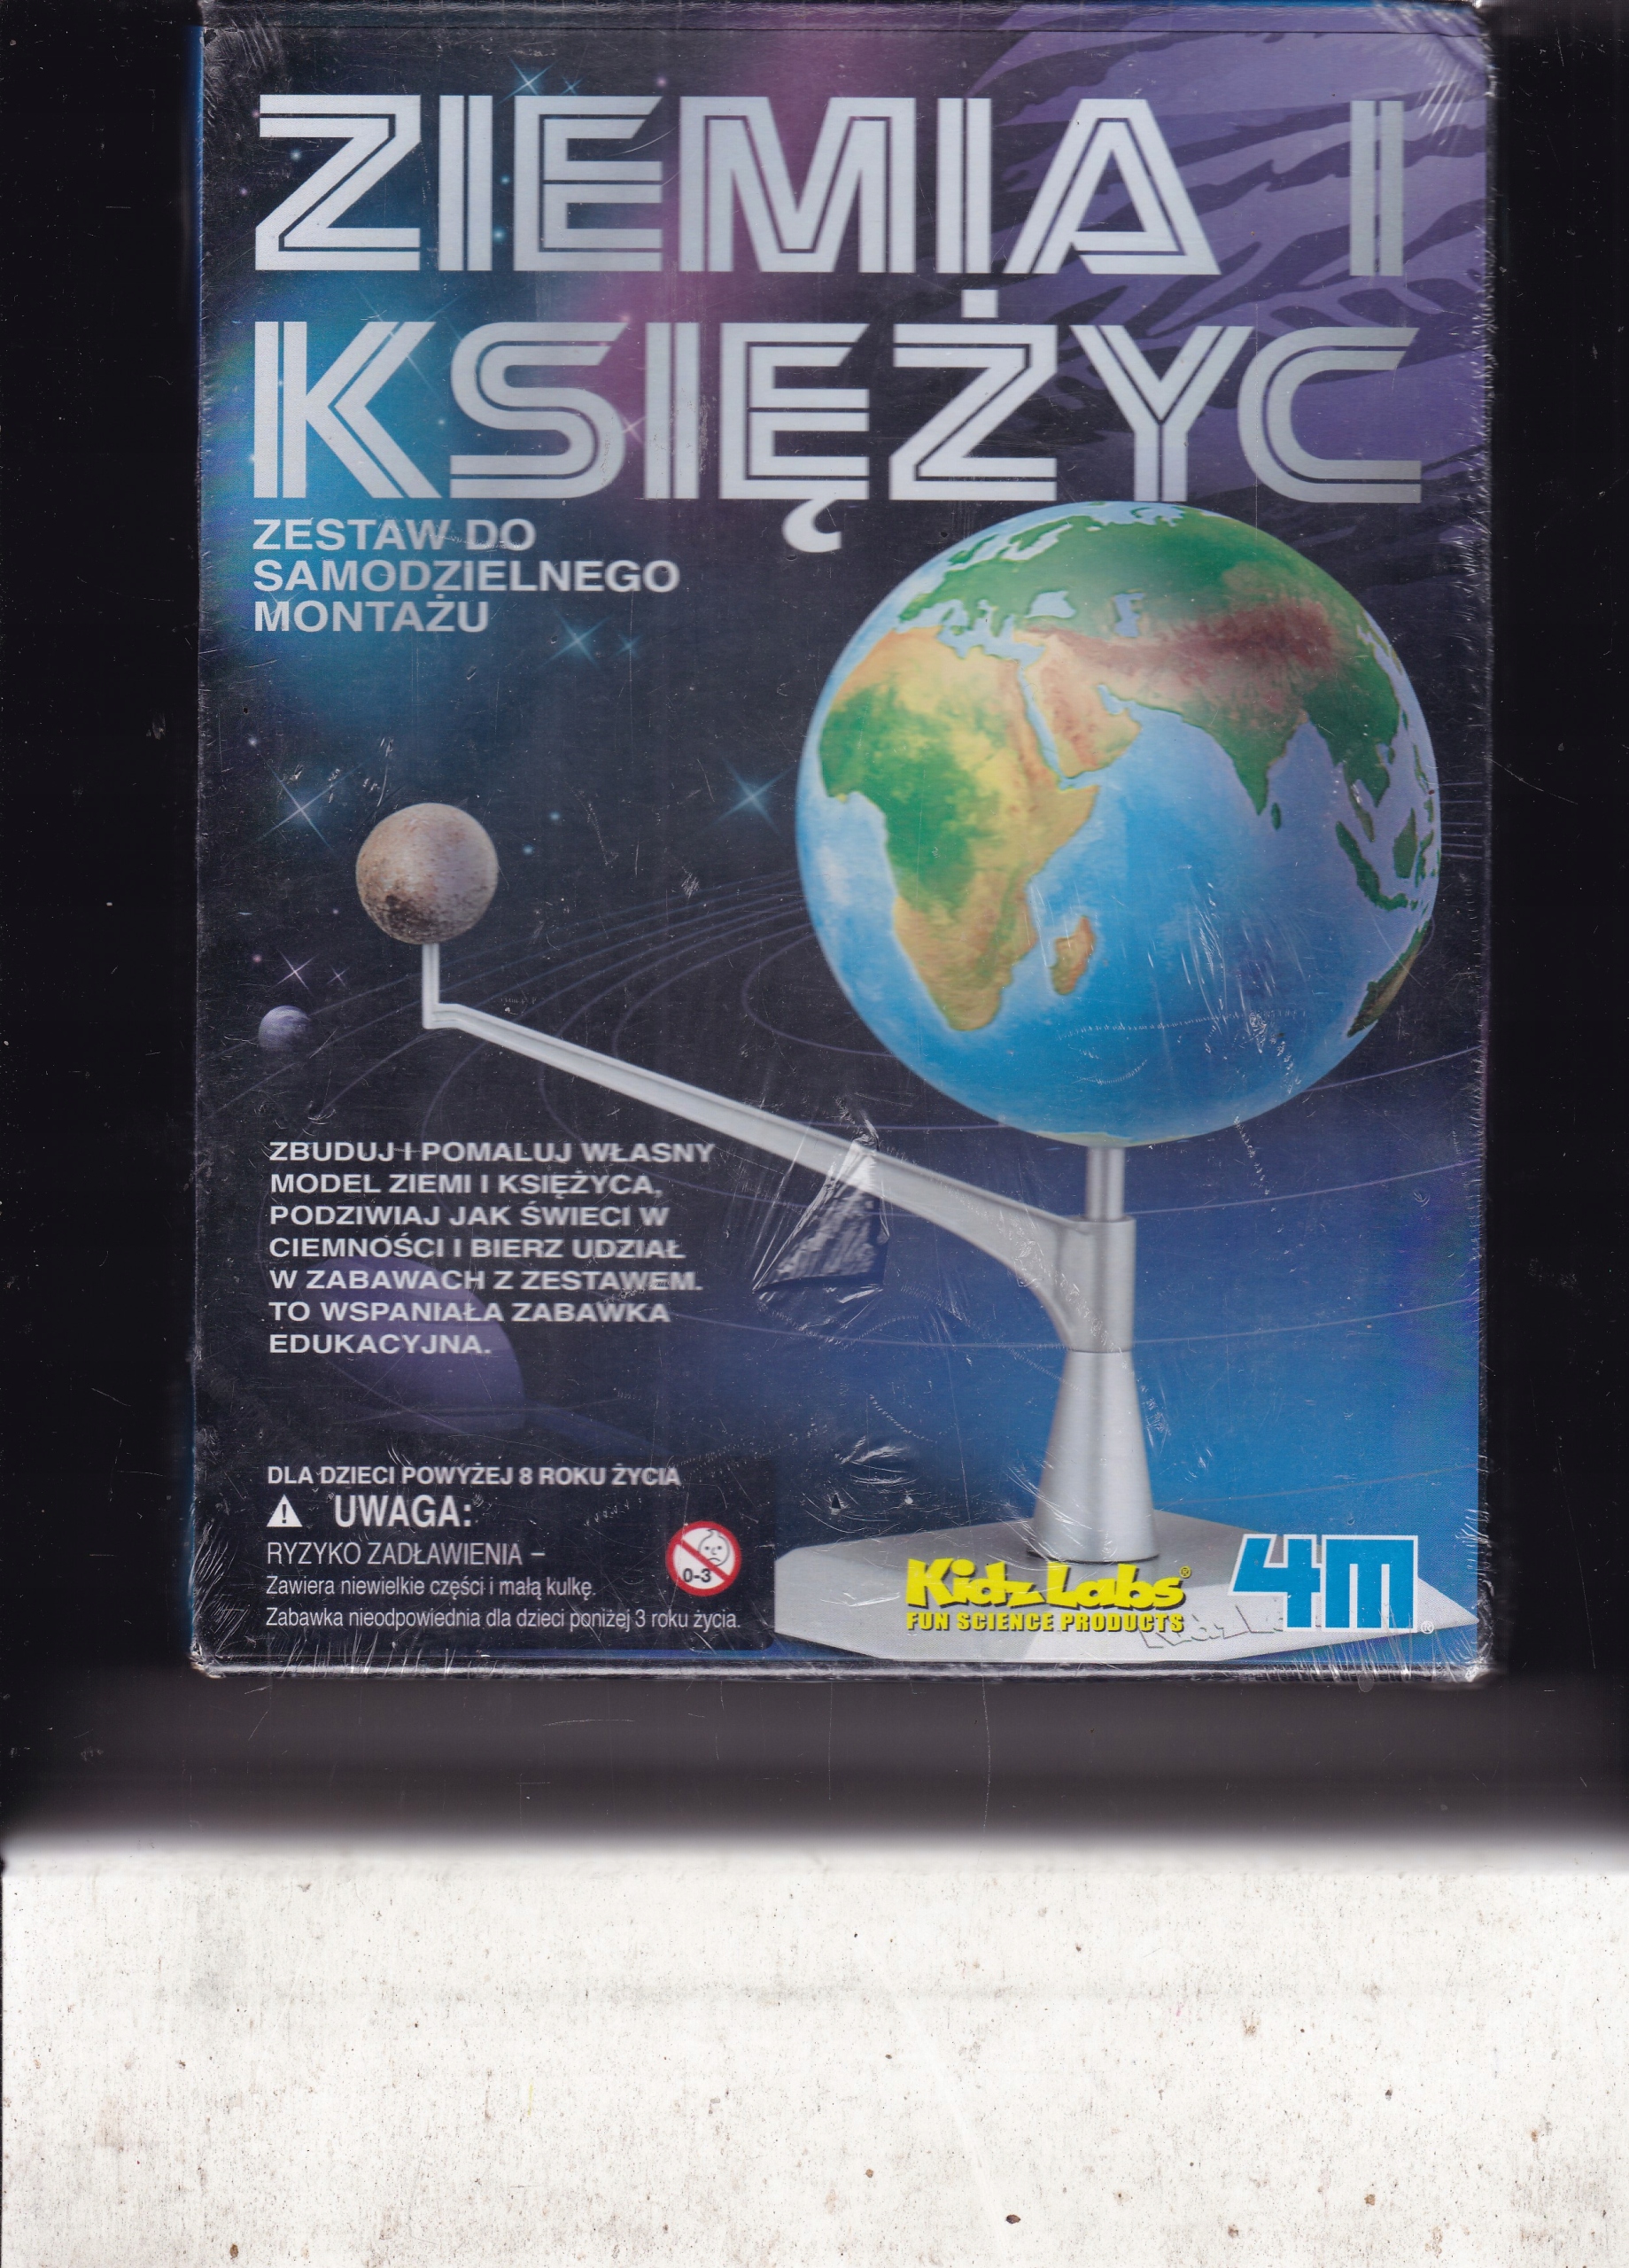 ZIEMIA I
KSIĘŻYC
ZESTAW DO
SAMODZIELNEGO
MONTAŻU
ZBUDUJ I POMALUJ WŁASNY
MODEL ZIEMI I KSIĘŻYCA,
PODZIWIAJ JAK ŚWIECI W
CIEMNOŚCI I BIERZ UDZIAŁ
W ZABAWACH Z ZESTAWEM.
TO WSPANIAŁA ZABAWKA
EDUKACYJNA.
DLA DZIECI POWYŻEJ 8 ROKU ŻYCIA
UWAGA:
RYZYKO ZADŁAWIENIA –
Zawiera niewielkie części i małą kulkę.
Zabawka nieodpowiednia dla dzieci poniżej 3 roku życia.
0-3
KidzLabs®
FUN SCIENCE PRODUCTS
4M®
KidzLa